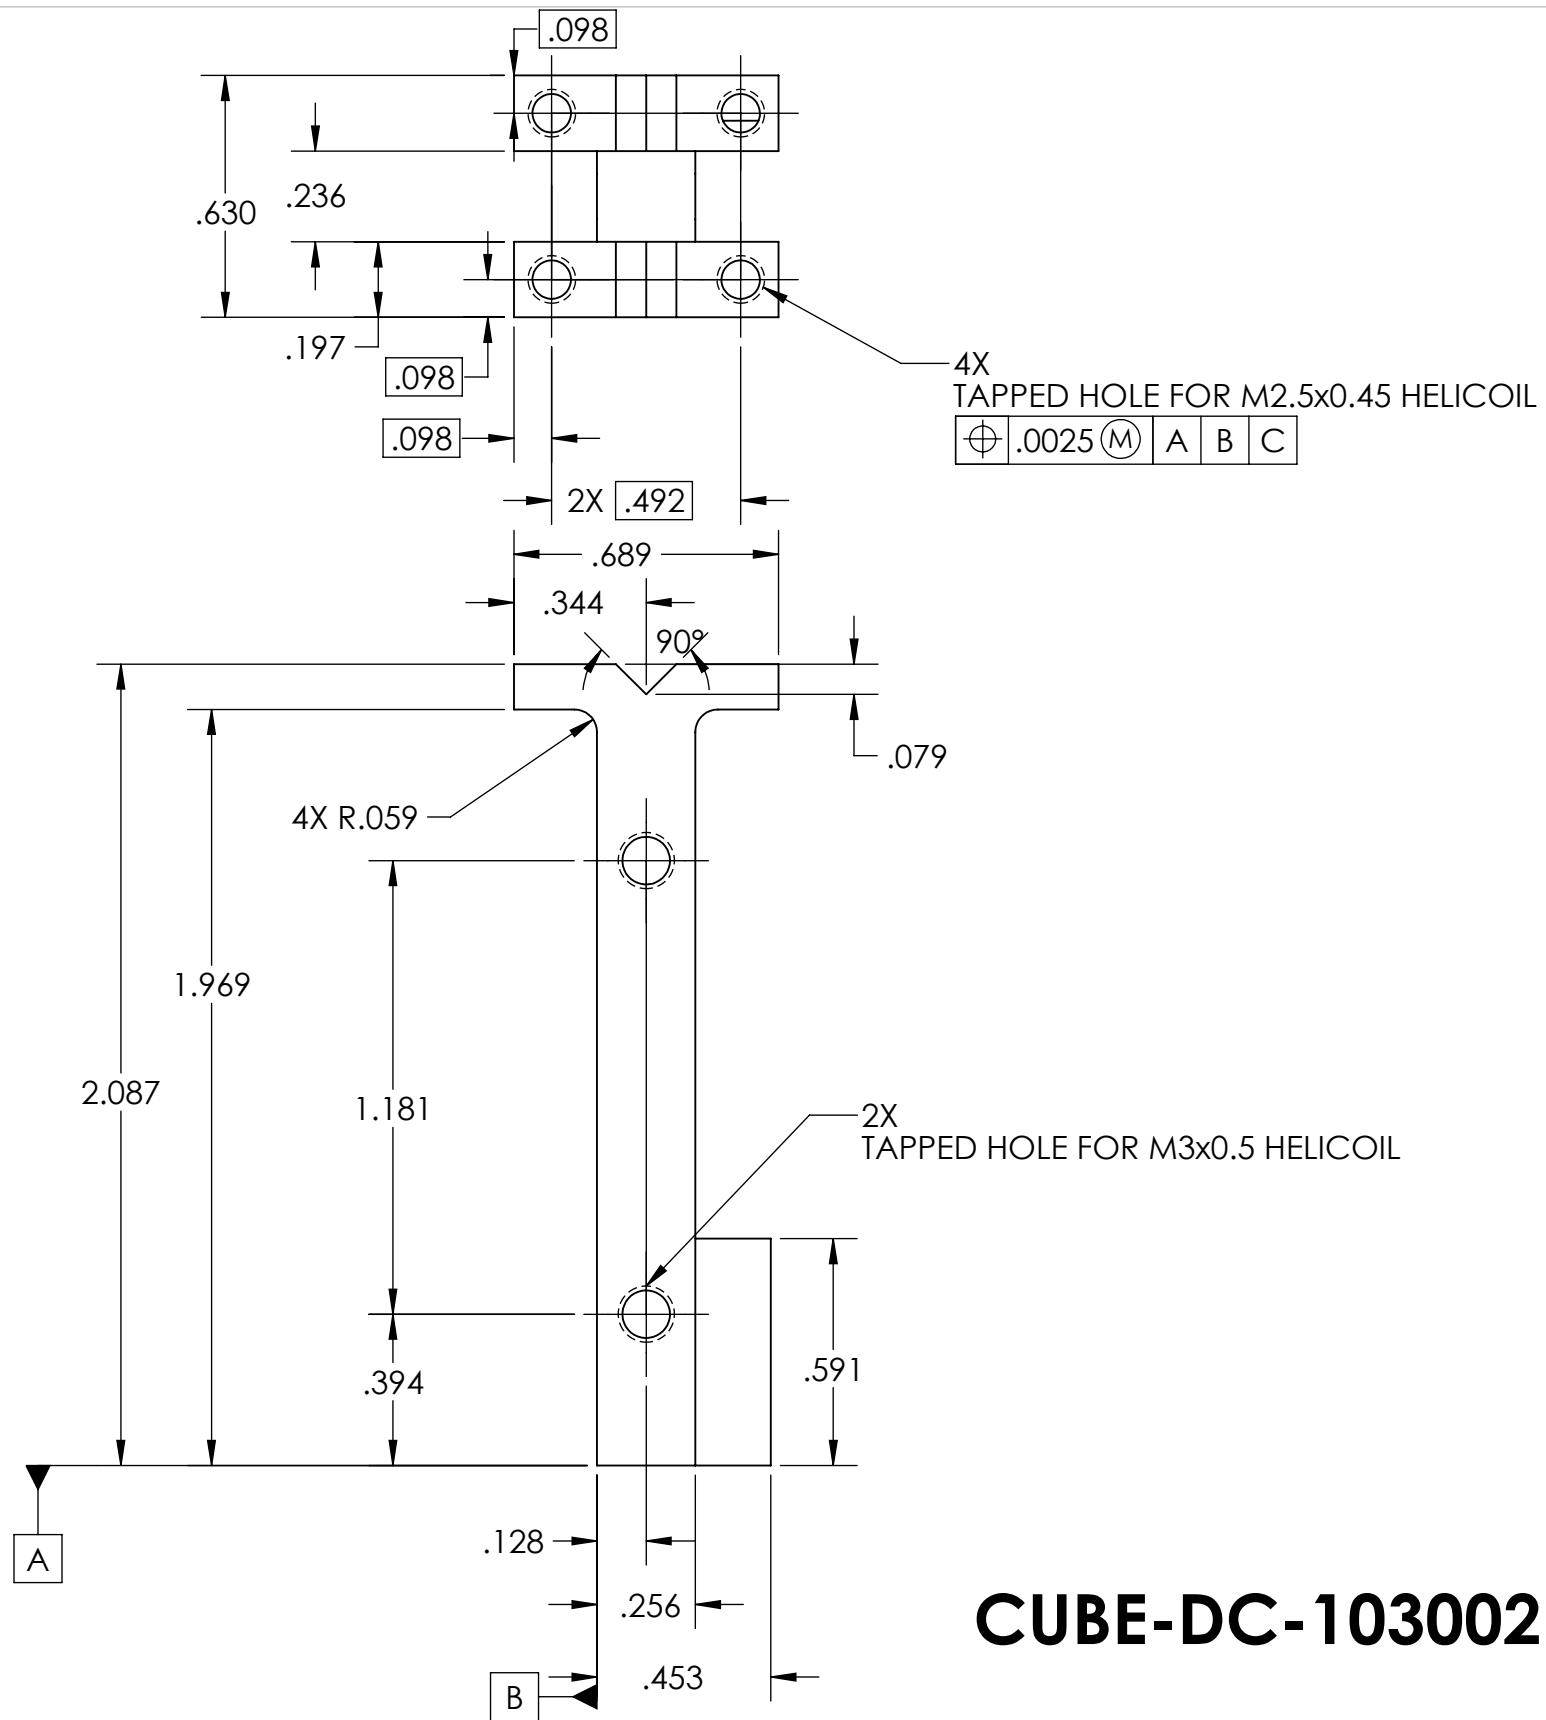 .098
.630
.236
.197
.098
.098
4X
TAPPED HOLE FOR M2.5x0.45 HELICOIL
⌖ .0025 Ⓜ A B C
2X .492
.689
.344
90°
.079
4X R.059
1.969
2.087
1.181
2X
TAPPED HOLE FOR M3x0.5 HELICOIL
.394
.591
A
.128
.256
.453
B
CUBE-DC-103002